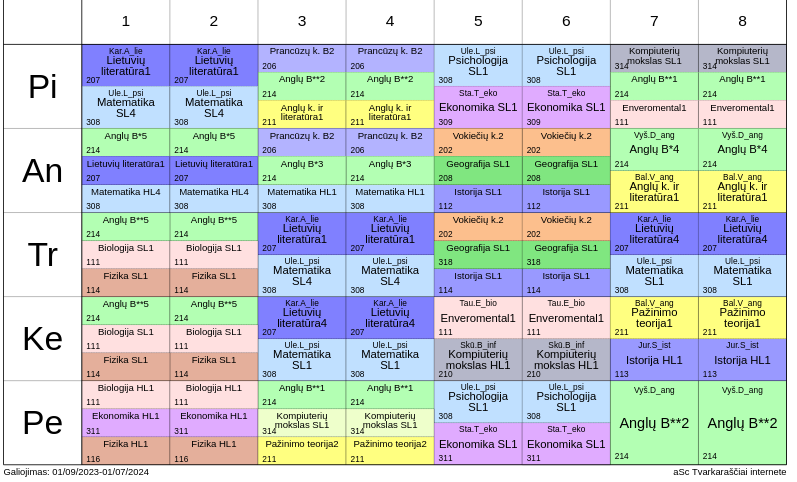 1 2 3 4 5 6 7 8
Pi
Kar.A_lie Kar.A_lie Prancūzų k. B2 Prancūzų k. B2 Ule.L_psi Ule.L_psi Kompiuterių Kompiuterių
Lietuvių Lietuvių Psichologija Psichologija mokslas SL1 mokslas SL1
literatūra1 literatūra1 206 206 SL1 SL1 314 314
207 207 Anglų B**2 Anglų B**2 308 308 Anglų B**1 Anglų B**1
Ule.L_psi Ule.L_psi 214 214 Sta.T_eko Sta.T_eko 214 214
Matematika Matematika Anglų k. ir Anglų k. ir Ekonomika SL1 Ekonomika SL1 Enveromental1 Enveromental1
SL4 SL4 literatūra1 literatūra1
308 308 211 211 309 309 111 111
An
Anglų B*5 Anglų B*5 Prancūzų k. B2 Prancūzų k. B2 Vokiečių k.2 Vokiečių k.2 Vyš.D_ang Vyš.D_ang
214 214 206 206 202 202 Anglų B*4 Anglų B*4
Lietuvių literatūra1 Lietuvių literatūra1 Anglų B*3 Anglų B*3 Geografija SL1 Geografija SL1 214 214
207 207 214 214 208 208 Bal.V_ang Bal.V_ang
Matematika HL4 Matematika HL4 Matematika HL1 Matematika HL1 Istorija SL1 Istorija SL1 Anglų k. ir Anglų k. ir
literatūra1 literatūra1
308 308 308 308 112 112 211 211
Tr
Anglų B**5 Anglų B**5 Kar.A_lie Kar.A_lie Vokiečių k.2 Vokiečių k.2 Kar.A_lie Kar.A_lie
214 214 Lietuvių Lietuvių 202 202 Lietuvių Lietuvių
Biologija SL1 Biologija SL1 literatūra1 literatūra1 Geografija SL1 Geografija SL1 literatūra4 literatūra4
111 111 207 207 318 318 207 207
Fizika SL1 Fizika SL1 Ule.L_psi Ule.L_psi Istorija SL1 Istorija SL1 Ule.L_psi Ule.L_psi
Matematika Matematika Matematika Matematika
SL4 SL4 SL1 SL1
114 114 308 308 114 114 308 308
Ke
Anglų B**5 Anglų B**5 Kar.A_lie Kar.A_lie Tau.E_bio Tau.E_bio Bal.V_ang Bal.V_ang
214 214 Lietuvių Lietuvių Enveromental1 Enveromental1 Pažinimo Pažinimo
Biologija SL1 Biologija SL1 literatūra4 literatūra4 teorija1 teorija1
111 111 207 207 111 111 211 211
Fizika SL1 Fizika SL1 Ule.L_psi Ule.L_psi Skū.B_inf Skū.B_inf Jur.S_ist Jur.S_ist
Matematika Matematika Kompiuterių Kompiuterių Istorija HL1 Istorija HL1
SL1 SL1 mokslas HL1 mokslas HL1
114 114 308 308 210 210 113 113
Pe
Biologija HL1 Biologija HL1 Anglų B**1 Anglų B**1 Ule.L_psi Ule.L_psi Vyš.D_ang Vyš.D_ang
111 111 214 214 Psichologija Psichologija
Ekonomika HL1 Ekonomika HL1 Kompiuterių Kompiuterių SL1 SL1 Anglų B**2 Anglų B**2
mokslas SL1 mokslas SL1 308 308
311 311 314 314 Sta.T_eko Sta.T_eko
Fizika HL1 Fizika HL1 Pažinimo teorija2 Pažinimo teorija2 Ekonomika SL1 Ekonomika SL1
116 116 211 211 311 311 214 214
Galiojimas: 01/09/2023-01/07/2024 aSc Tvarkaraščiai internete